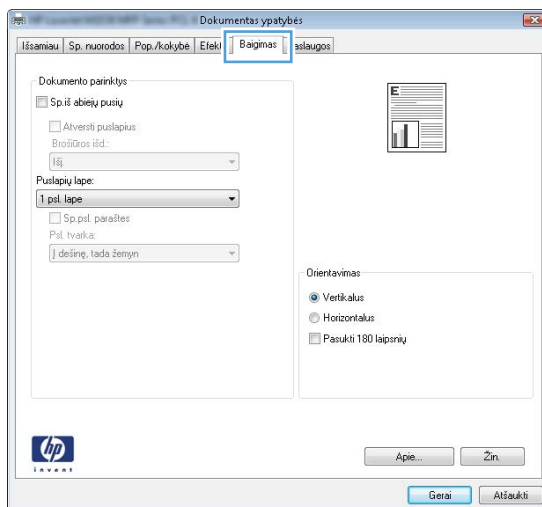 Dokumentas ypatybės
Išsamiau Sp. nuorodos Pop./kokybė Efekt Baigimas aslaugos
Dokumento parinktys
Sp.iš abiejų pusių
Atversti puslapius
Brošiūros išd.:
Išj.
Puslapių lape:
1 psl. lape
Sp.psl. paraštes
Psl. tvarka:
Į dešinę, tada žemyn
E
Orientavimas
Vertikalus
Horizontalus
Pasukti 180 laipsnių
hp
invent
Apie... Žin.
Gerai Atšaukti